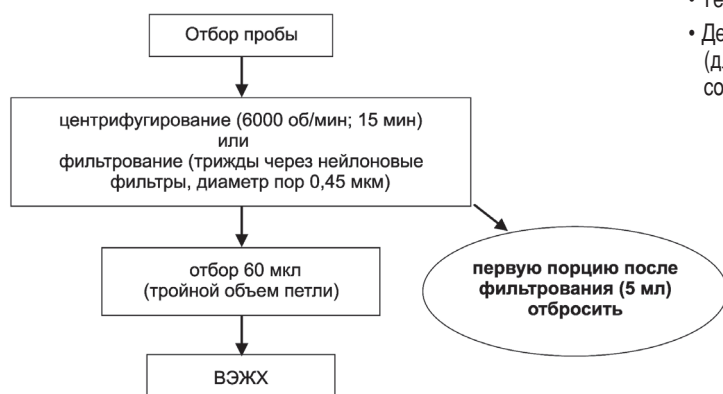 Отбор пробы
центрифугирование (6000 об/мин; 15 мин)
или
фильтрование (трижды через нейлоновые
фильтры, диаметр пор 0,45 мкм)
отбор 60 мкл
(тройной объем петли)
первую порцию после
фильтрования (5 мл)
отбросить
ВЭЖХ